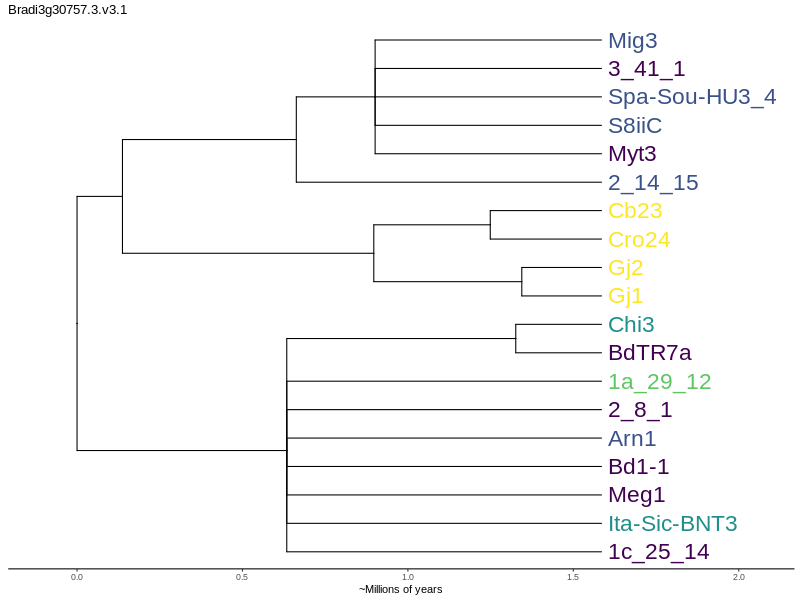 Bradi3g30757.3.v3.1
Mig3
3_41_1
Spa-Sou-HU3_4
S8iiC
Myt3
2_14_15
Cb23
Cro24
Gj2
Gj1
Chi3
BdTR7a
1a_29_12
2_8_1
Arn1
Bd1-1
Meg1
Ita-Sic-BNT3
1c_25_14
0.0 0.5 1.0 1.5 2.0
~Millions of years